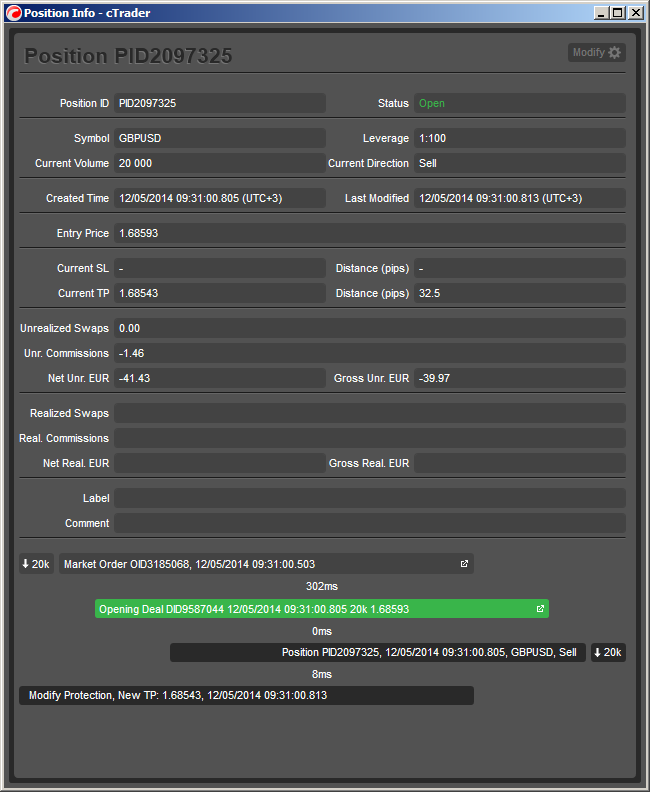 Position Info - cTrader
Position PID2097325 Modify
Position ID PID2097325 Status Open
Symbol GBPUSD Leverage 1:100
Current Volume 20 000 Current Direction Sell
Created Time 12/05/2014 09:31:00.805 (UTC+3) Last Modified 12/05/2014 09:31:00.813 (UTC+3)
Entry Price 1.68593
Current SL - Distance (pips) -
Current TP 1.68543 Distance (pips) 32.5
Unrealized Swaps 0.00
Unr. Commissions -1.46
Net Unr. EUR -41.43 Gross Unr. EUR -39.97
Realized Swaps
Real. Commissions
Net Real. EUR Gross Real. EUR
Label
Comment
20k Market Order OID3185068, 12/05/2014 09:31:00.503
302ms
Opening Deal DID9587044 12/05/2014 09:31:00.805 20k 1.68593
0ms
Position PID2097325, 12/05/2014 09:31:00.805, GBPUSD, Sell 20k
8ms
Modify Protection, New TP: 1.68543, 12/05/2014 09:31:00.813